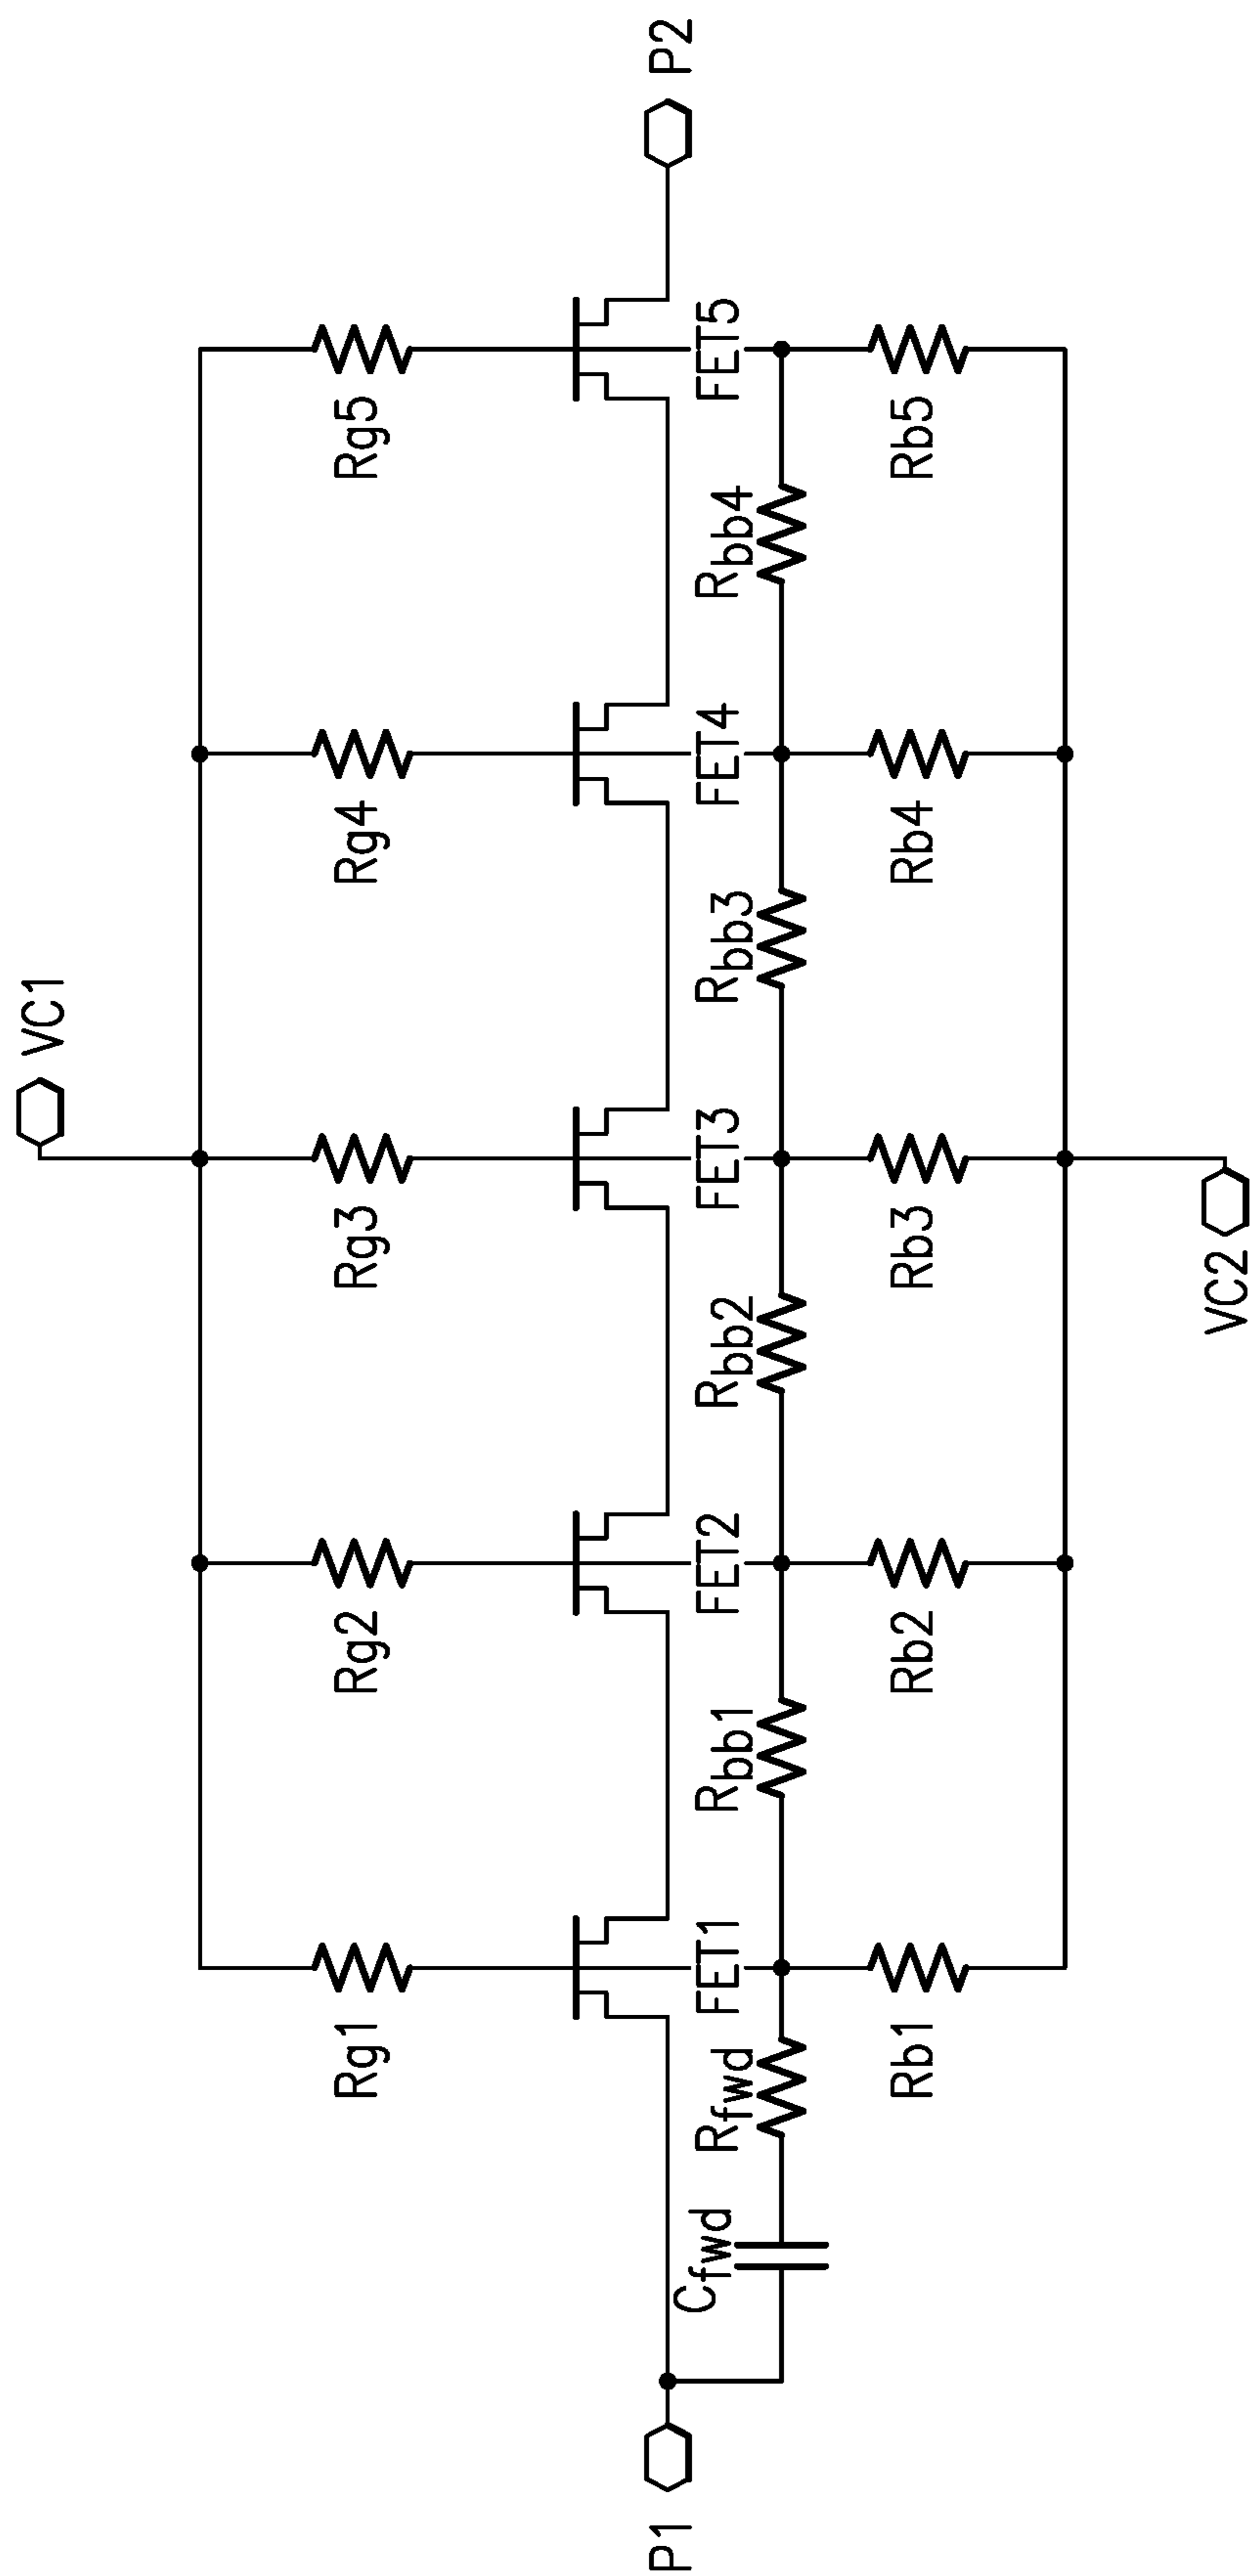 VC1
Rg1
Rg2
Rg3
Rg4
Rg5
P1
P2
FET1
FET2
FET3
FET4
FET5
Cfwd
Rfwd
Rbb1
Rbb2
Rbb3
Rbb4
Rb1
Rb2
Rb3
Rb4
Rb5
VC2